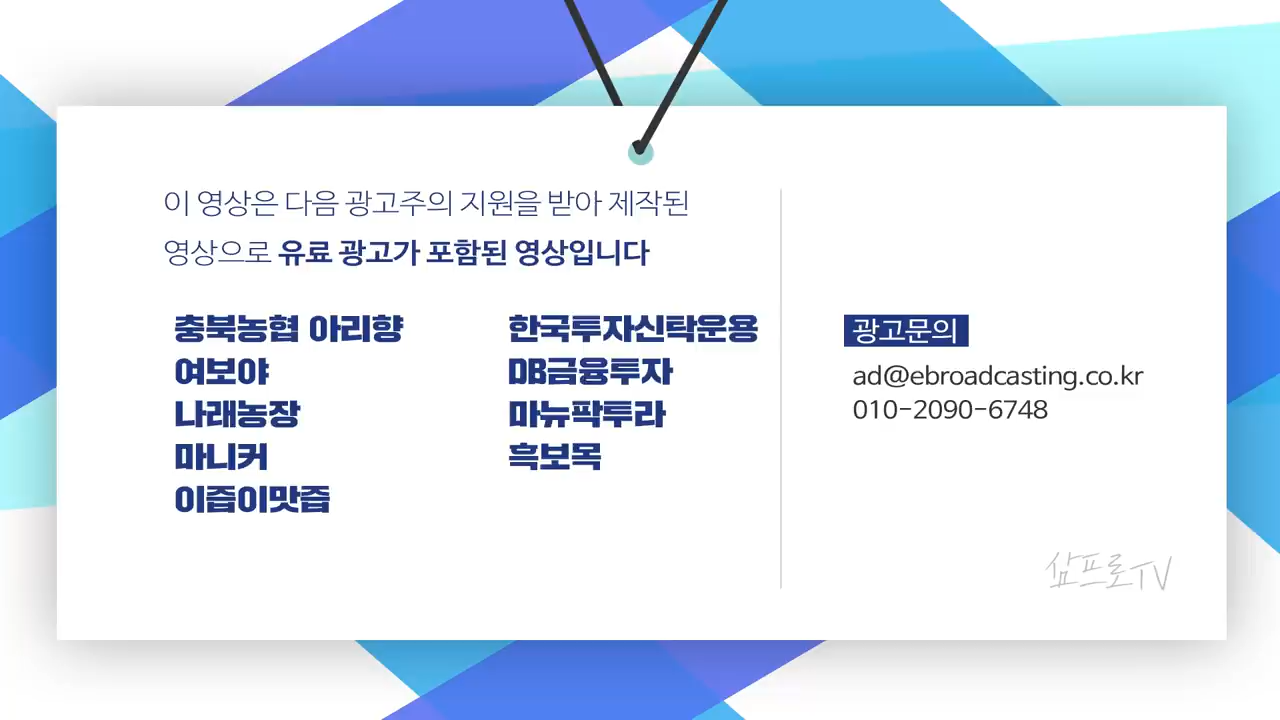 이 영상은 다음 광고주의 지원을 받아 제작된
영상으로 유료 광고가 포함된 영상입니다
충북농협 아리향
여보야
나래농장
마니커
이즙이맛즙
한국투자신탁운용
DB금융투자
마뉴팍투라
흑보목
광고문의
ad@ebroadcasting.co.kr
010-2090-6748
삼프로TV